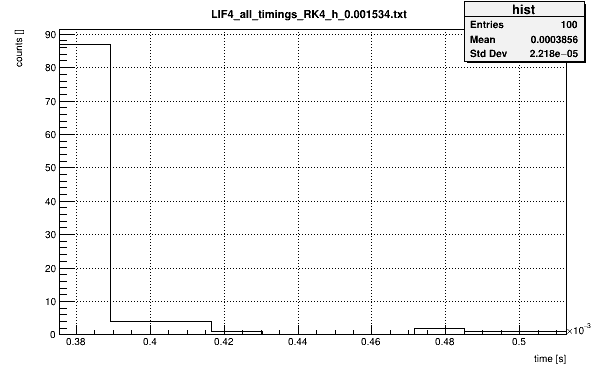 LIF4_all_timings_RK4_h_0.001534.txt
hist
Entries 100
Mean 0.0003856
Std Dev 2.218e−05
counts []
90
80
70
60
50
40
30
20
10
0
0.38 0.4 0.42 0.44 0.46 0.48 0.5
×10⁻³
time [s]